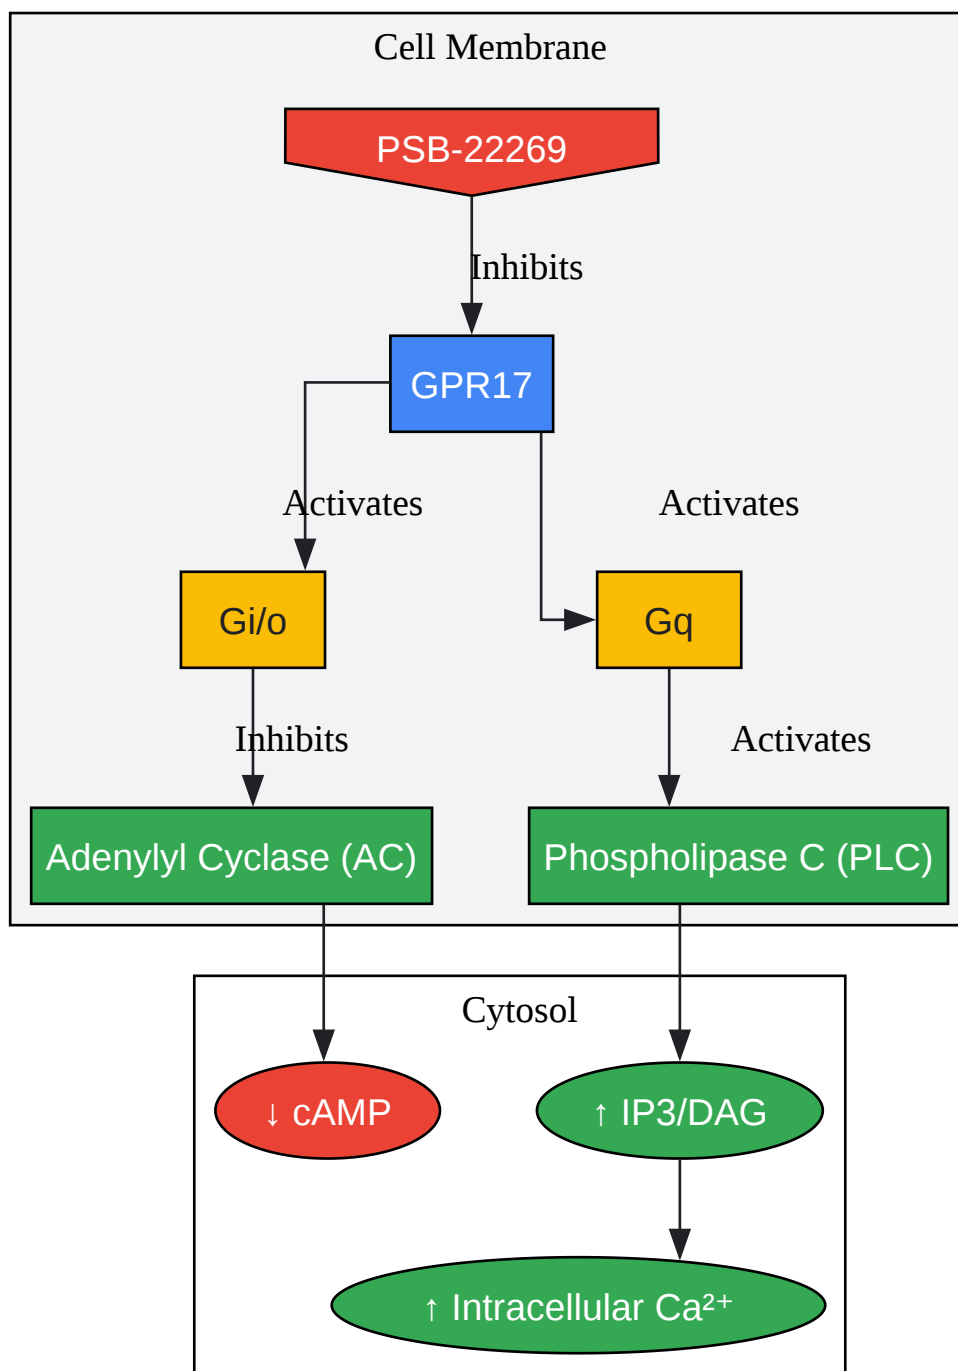 Cell Membrane
PSB-22269
Inhibits
GPR17
Activates
Activates
Gi/o
Gq
Inhibits
Activates
Adenylyl Cyclase (AC)
Phospholipase C (PLC)
Cytosol
↓ cAMP
↑ IP3/DAG
↑ Intracellular Ca²⁺